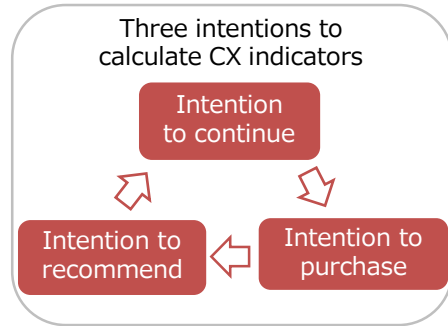 Three intentions to
calculate CX indicators
Intention
to continue
Intention to
recommend
Intention to
purchase